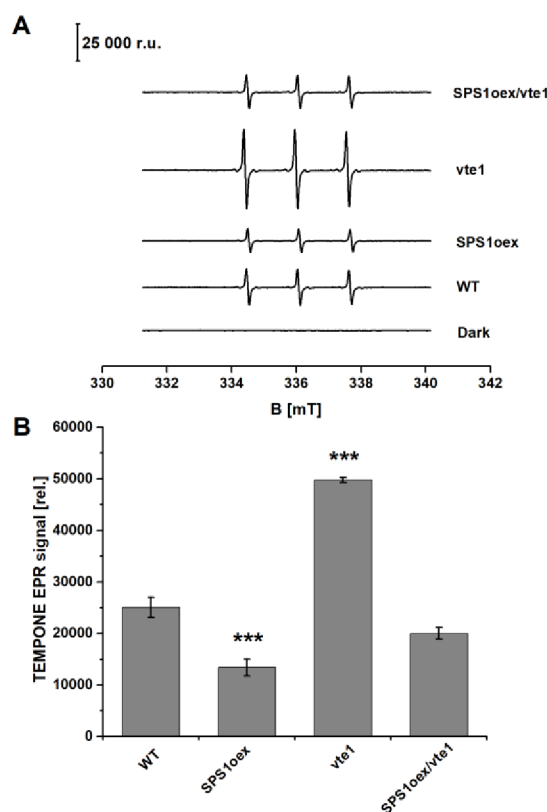 A
25 000 r.u.
SPS1oex/vte1
vte1
SPS1oex
WT
Dark
330 332 334 336 338 340 342
B [mT]
B
60000
50000
40000
30000
20000
10000
0
TEMPONE EPR signal [rel.]
***
***
WT
SPS1oex
vte1
SPS1oex/vte1